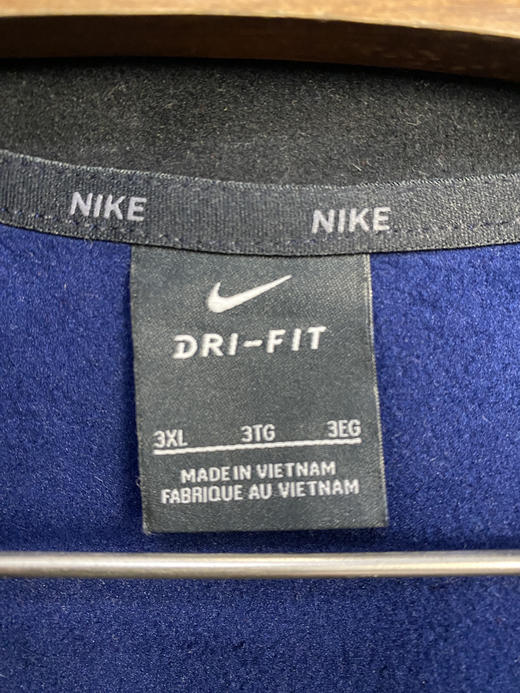 NIKE NIKE
DRI-FIT
3XL 3TG 3EG
MADE IN VIETNAM
FABRIQUE AU VIETNAM